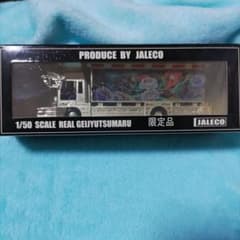 PRODUCE BY JALECO
1/50 SCALE REAL GEIJYUTSUMARU 限定品 JALECO